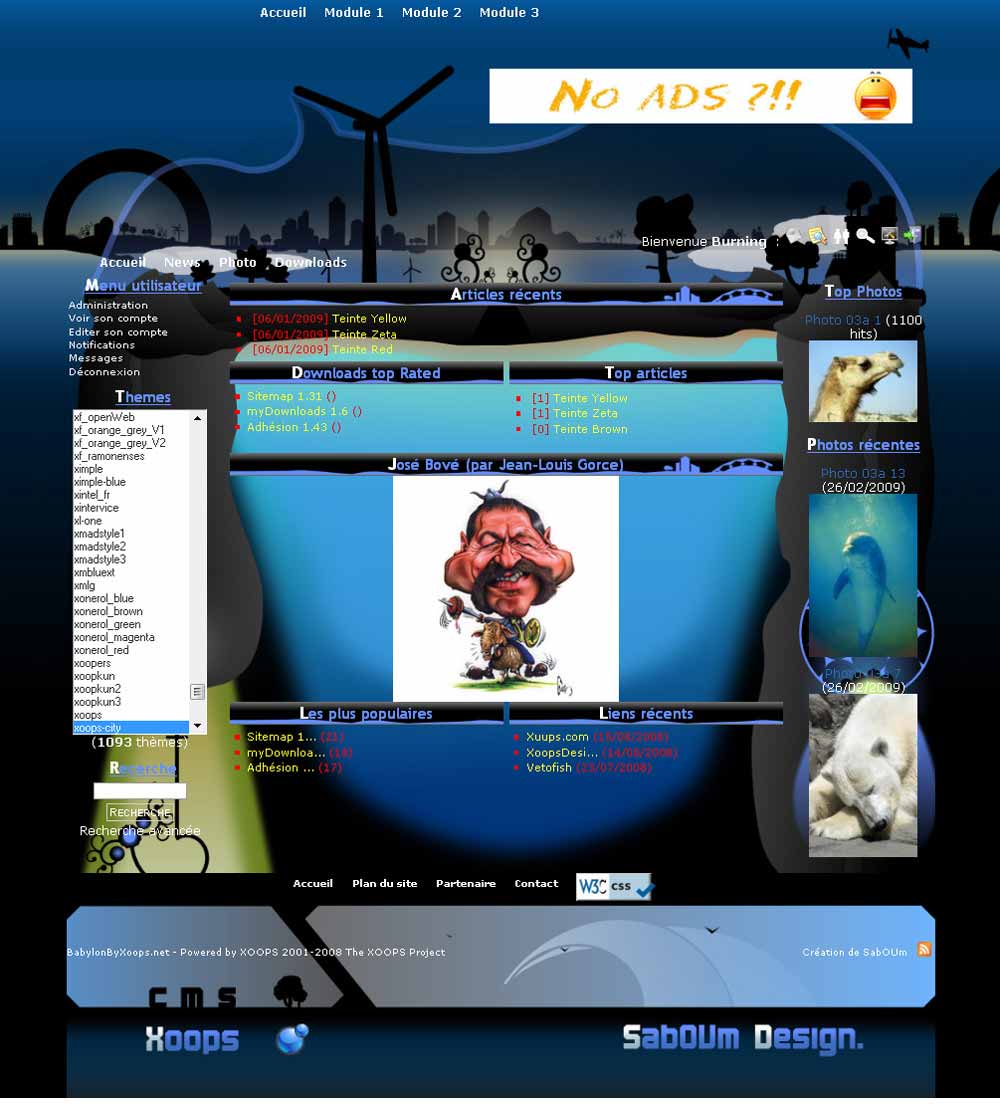 Accueil Module 1 Module 2 Module 3
No ADS ?!!
Bienvenue Burning :
Accueil News Photo Downloads
Menu utilisateur
Administration
Voir son compte
Editer son compte
Notifications
Messages
Déconnexion
Themes
xf_openWeb
xf_orange_grey_V1
xf_orange_grey_V2
xf_ramonenses
ximple
ximple-blue
xintel_fr
xintervice
xl-one
xmadstyle1
xmadstyle2
xmadstyle3
xmbluext
xmlg
xonerol_blue
xonerol_brown
xonerol_green
xonerol_magenta
xonerol_red
xoopers
xoopkun
xoopkun2
xoopkun3
xoops
xoops-city
(1093 thèmes)
Recerche
Recherche
Recherche avancée
Articles récents
[06/01/2009] Teinte Yellow
[06/01/2009] Teinte Zeta
[06/01/2009] Teinte Red
Downloads top Rated
Sitemap 1.31 ()
myDownloads 1.6 ()
Adhésion 1.43 ()
Top articles
[1] Teinte Yellow
[1] Teinte Zeta
[0] Teinte Brown
José Bové (par Jean-Louis Gorce)
Les plus populaires
Sitemap 1... (21)
myDownloa... (18)
Adhésion ... (17)
Liens récents
Xuups.com (18/08/2008)
XoopsDesi... (14/08/2008)
Vetofish (23/07/2008)
Top Photos
Photo 03a 1 (1100
hits)
Photos récentes
Photo 03a 13
(26/02/2009)
Photo 03a 7
(26/02/2009)
Accueil Plan du site Partenaire Contact W3C css
BabylonByXoops.net - Powered by XOOPS 2001-2008 The XOOPS Project
Création de SabOUm
cms
Xoops
SabOUm Design.